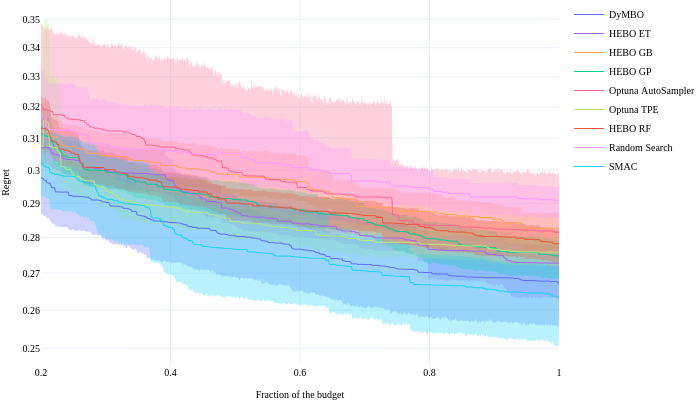 0.35
0.34
0.33
0.32
0.31
0.3
0.29
0.28
0.27
0.26
0.25
Regret
0.2
0.4
0.6
0.8
1
Fraction of the budget
DyMBO
HEBO ET
HEBO GB
HEBO GP
Optuna AutoSampler
Optuna TPE
HEBO RF
Random Search
SMAC